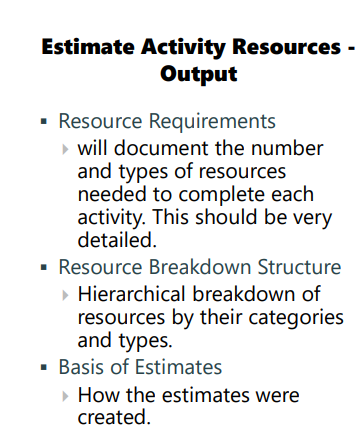 Estimate Activity Resources -
Output
▪ Resource Requirements
will document the number
and types of resources
needed to complete each
activity. This should be very
detailed.
▪ Resource Breakdown Structure
Hierarchical breakdown of
resources by their categories
and types.
▪ Basis of Estimates
How the estimates were
created.